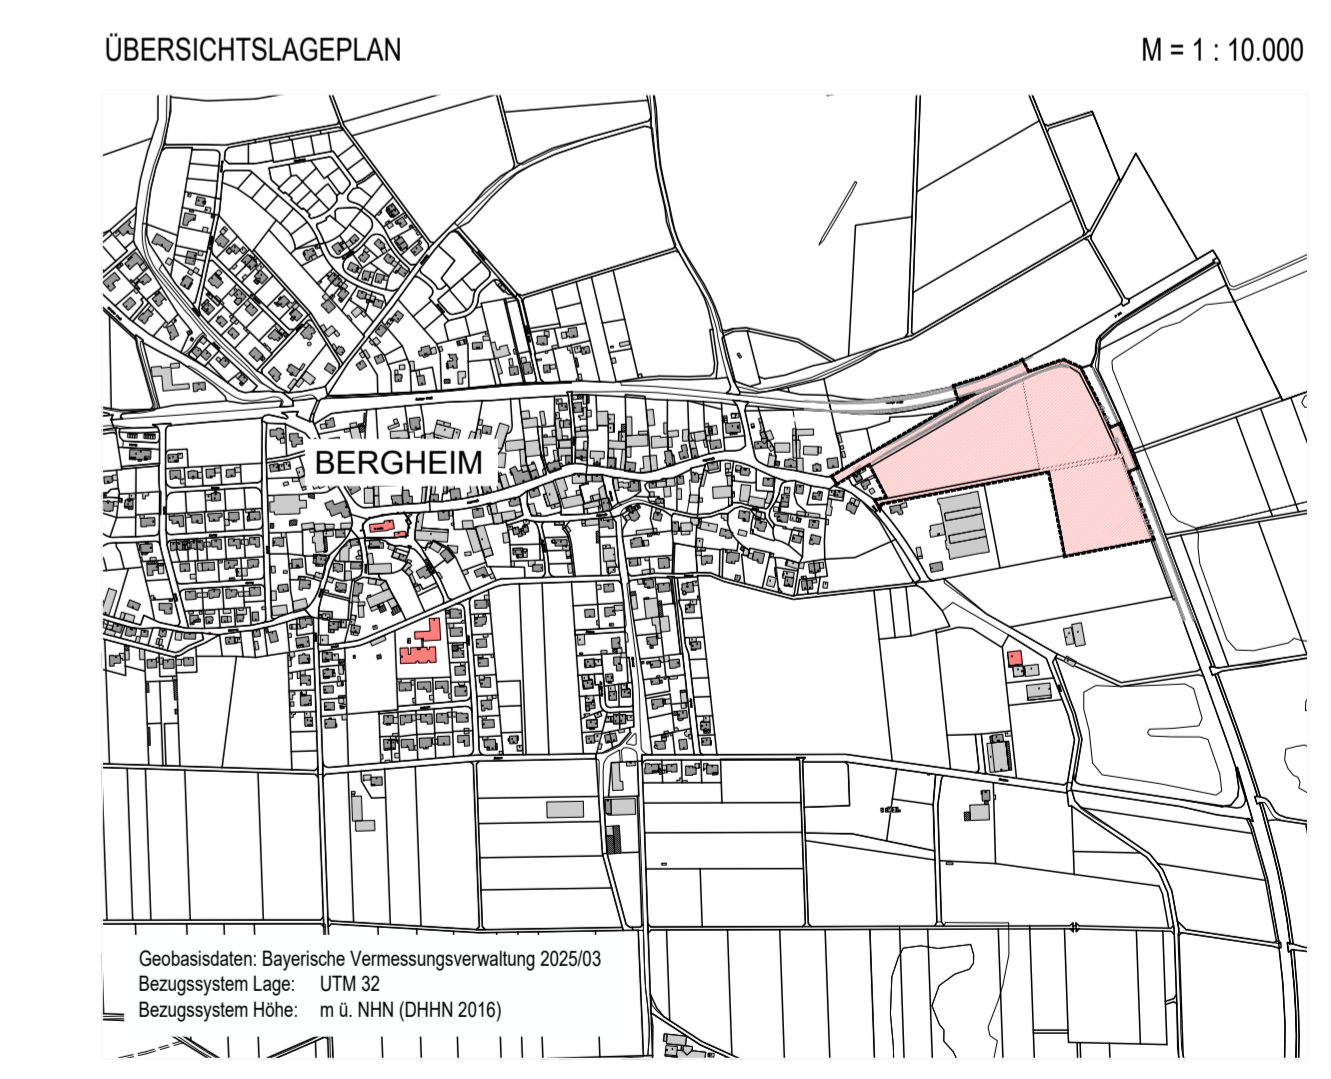 ÜBERSICHTSLAGEPLAN
M = 1 : 10.000
BERGHEIM
Geobasisdaten: Bayerische Vermessungsverwaltung 2025/03
Bezugssystem Lage: UTM 32
Bezugssystem Höhe: m ü. NHN (DHHN 2016)